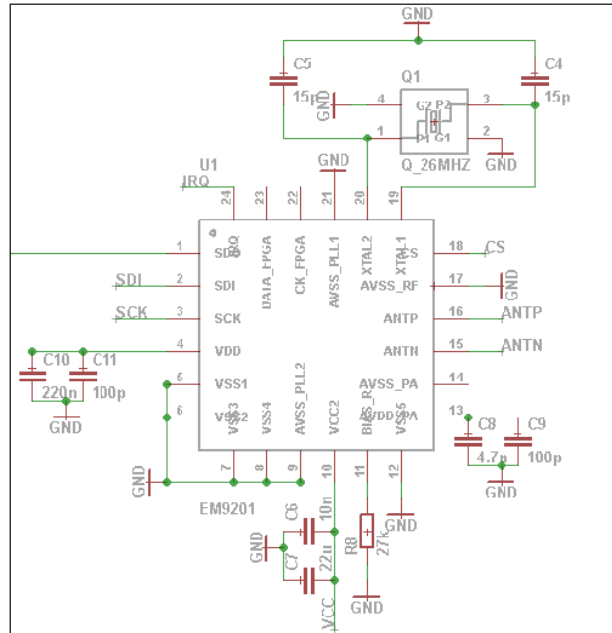 GND
C5
15p
C4
15p
Q1
GND
4
G2 P2
3
1
P1 G1
2
GND
Q_26MHZ
U1
IRQ
GND
24
23
22
21
20
19
IRQ
DATA_FPGA
CK_FPGA
AVSS_PLL1
XTAL2
XTAL1
1 SDO
CS 18 CS
SDI 2 SDI
AVSS_RF 17 GND
SCK 3 SCK
ANTP 16 ANTP
4 VDD
ANTN 15 ANTN
C10
220n
C11
100p
GND
5 VSS1
AVSS_PA 14
6 VSS2
AVDD_PA 13
VSS3
VSS4
AVSS_PLL2
VCC2
BIAS_R
VSS5
C8
4.7p
C9
100p
GND
7
8
9
10
11
12
GND
EM9201
GND
C6
10n
C7
22u
GND
VCC
R8
27k
GND